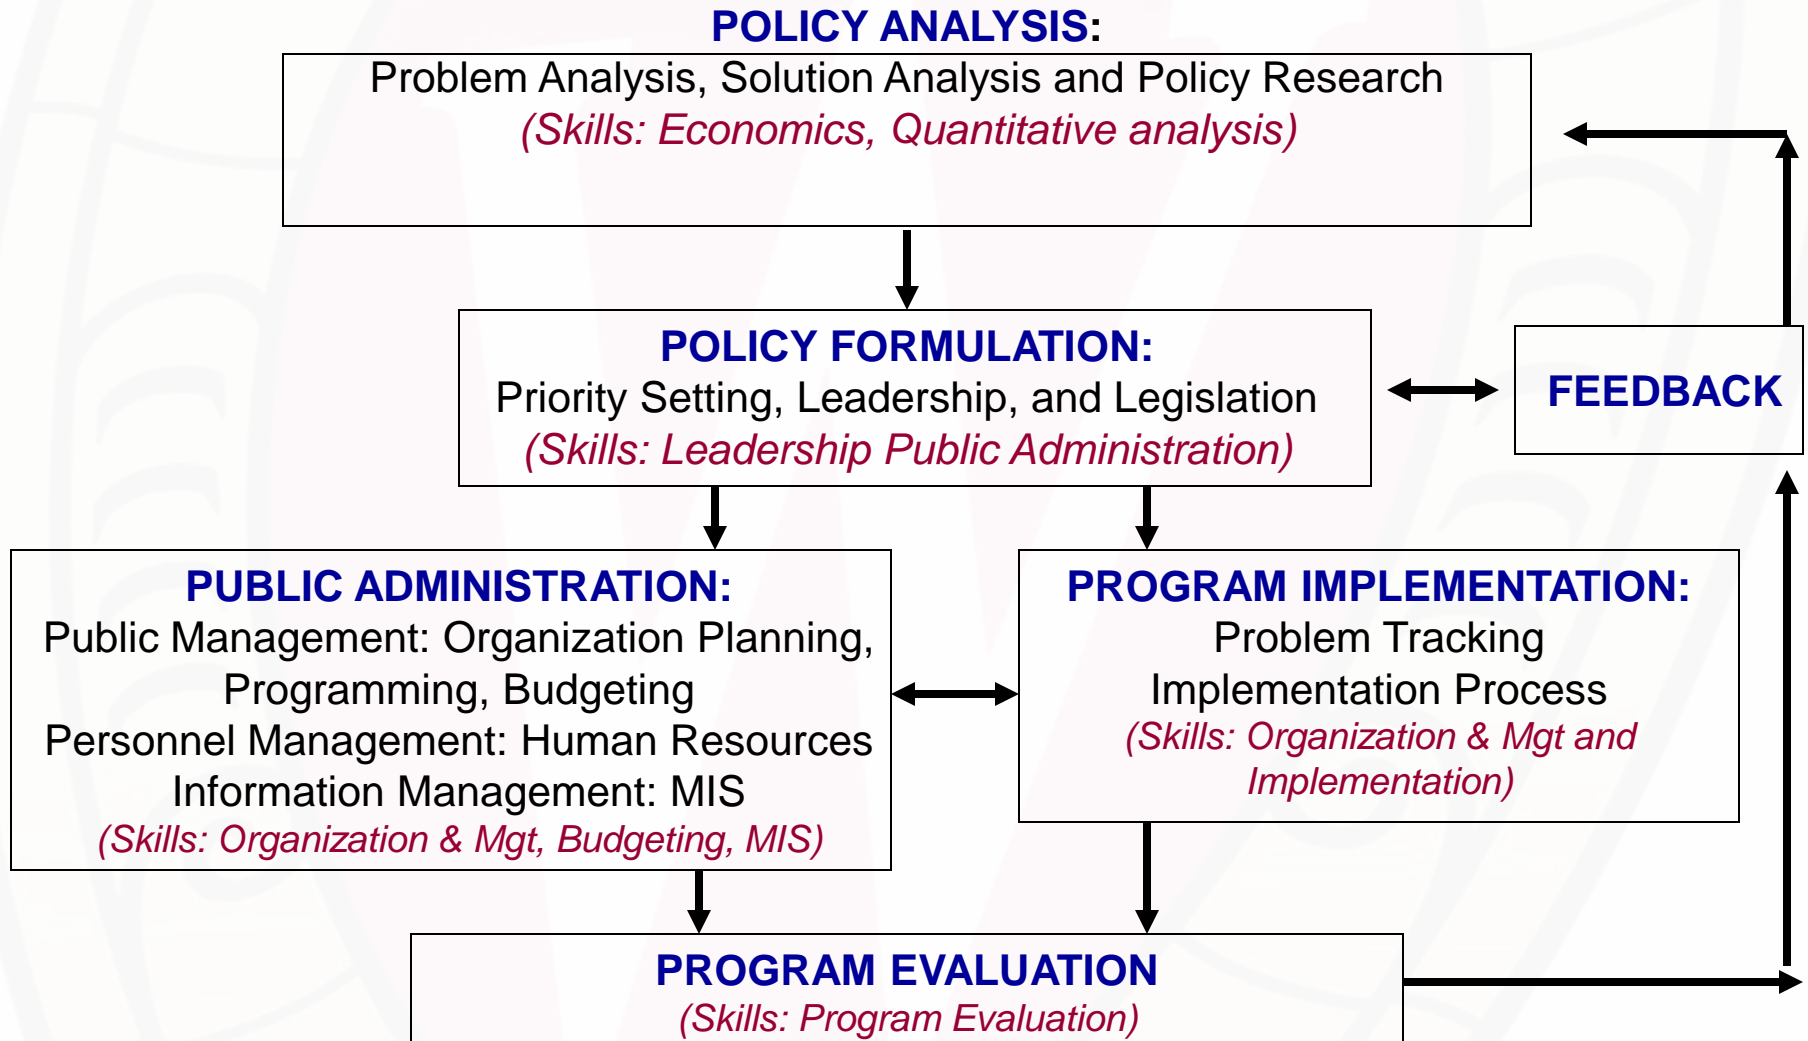 POLICY ANALYSIS:
Problem Analysis, Solution Analysis and Policy Research
(Skills: Economics, Quantitative analysis)
POLICY FORMULATION:
Priority Setting, Leadership, and Legislation
(Skills: Leadership Public Administration)
FEEDBACK
PUBLIC ADMINISTRATION:
Public Management: Organization Planning,
Programming, Budgeting
Personnel Management: Human Resources
Information Management: MIS
(Skills: Organization & Mgt, Budgeting, MIS)
PROGRAM IMPLEMENTATION:
Problem Tracking
Implementation Process
(Skills: Organization & Mgt and
Implementation)
PROGRAM EVALUATION
(Skills: Program Evaluation)